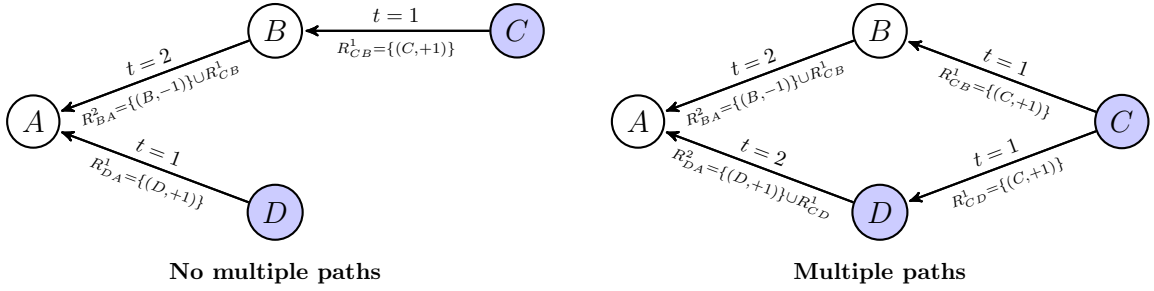 A
B
C
D
t = 1
R^1_{CB}={(C,+1)}
t = 2
R^2_{BA}={(B,−1)}∪R^1_{CB}
t = 1
R^1_{DA}={(D,+1)}
No multiple paths
A
B
C
D
t = 2
R^2_{BA}={(B,−1)}∪R^1_{CB}
t = 1
R^1_{CB}={(C,+1)}
t = 2
R^2_{DA}={(D,+1)}∪R^1_{CD}
t = 1
R^1_{CD}={(C,+1)}
Multiple paths